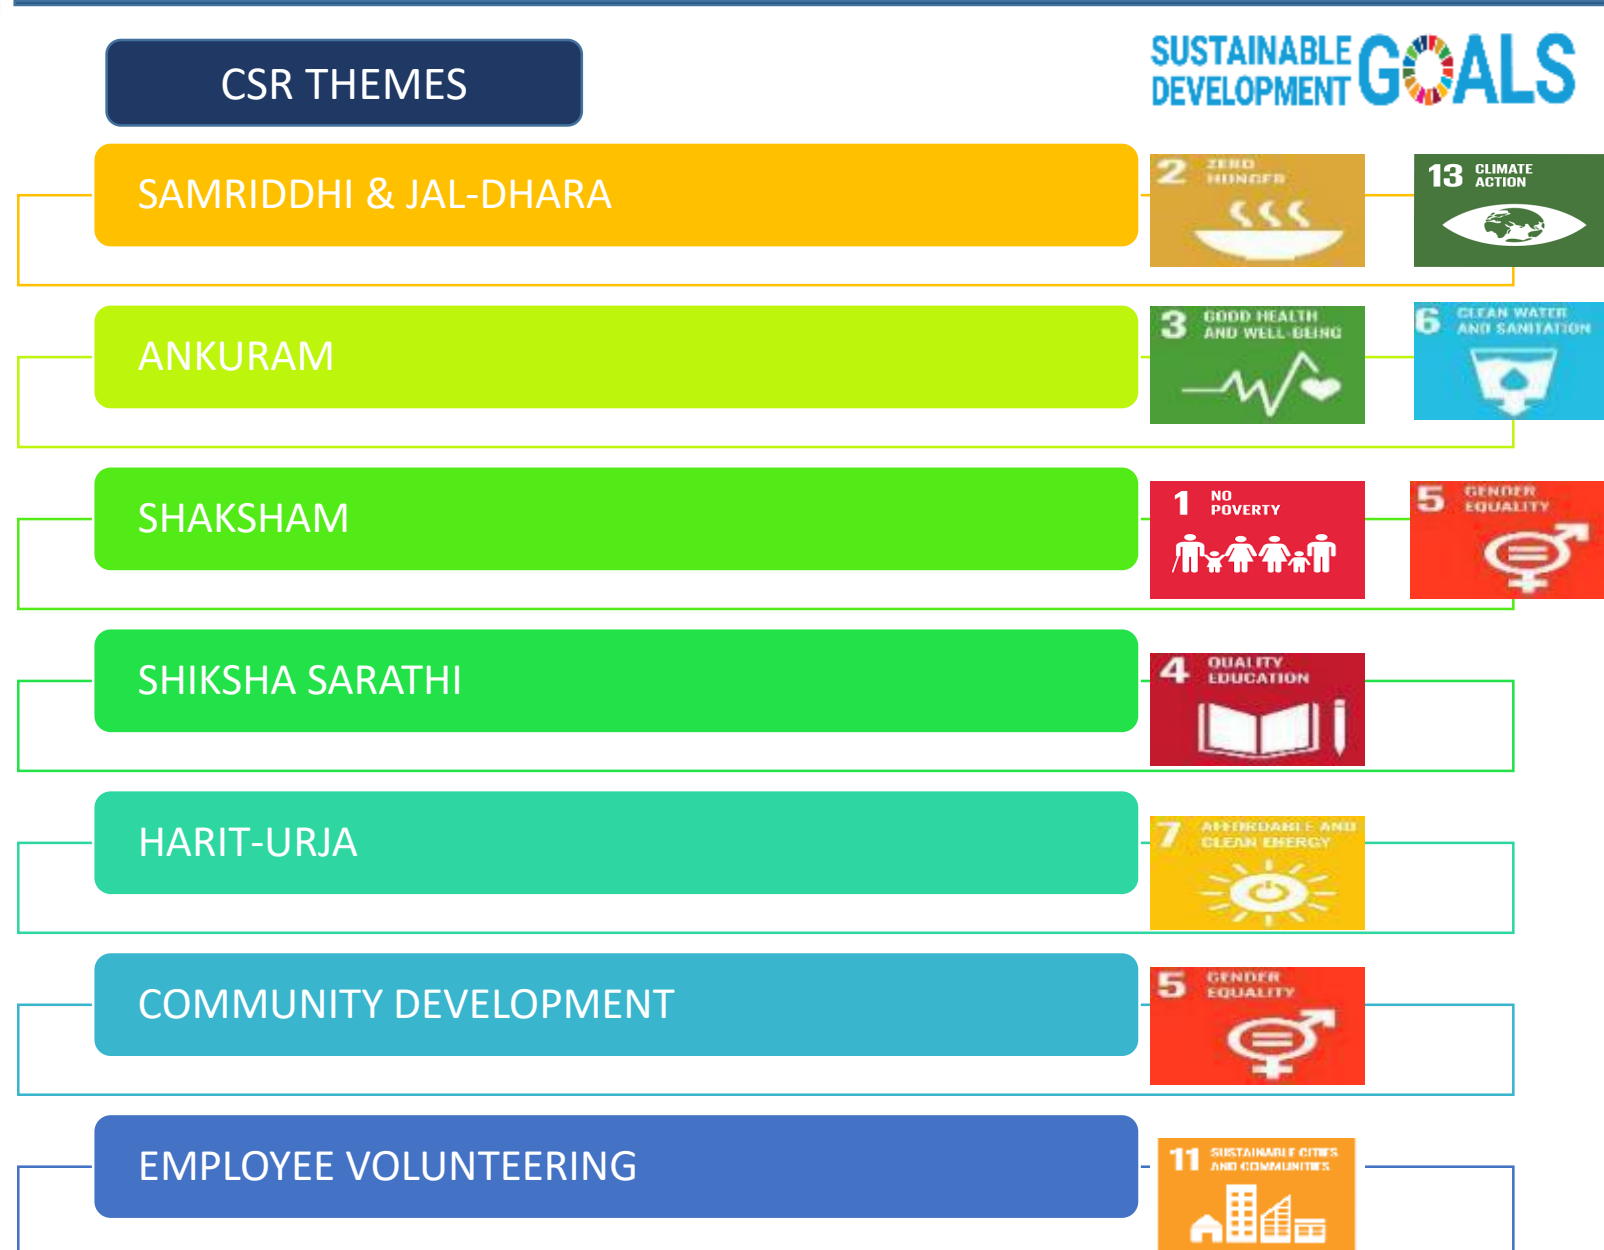 CSR THEMES
SUSTAINABLE
DEVELOPMENT
GOALS
SAMRIDDHI & JAL-DHARA
2 ZERO
HUNGER
13 CLIMATE
ACTION
ANKURAM
3 GOOD HEALTH
AND WELL-BEING
6 CLEAN WATER
AND SANITATION
SHAKSHAM
1 NO
POVERTY
5 GENDER
EQUALITY
SHIKSHA SARATHI
4 QUALITY
EDUCATION
HARIT-URJA
7 AFFORDABLE AND
CLEAN ENERGY
COMMUNITY DEVELOPMENT
5 GENDER
EQUALITY
EMPLOYEE VOLUNTEERING
11 SUSTAINABLE CITIES
AND COMMUNITIES